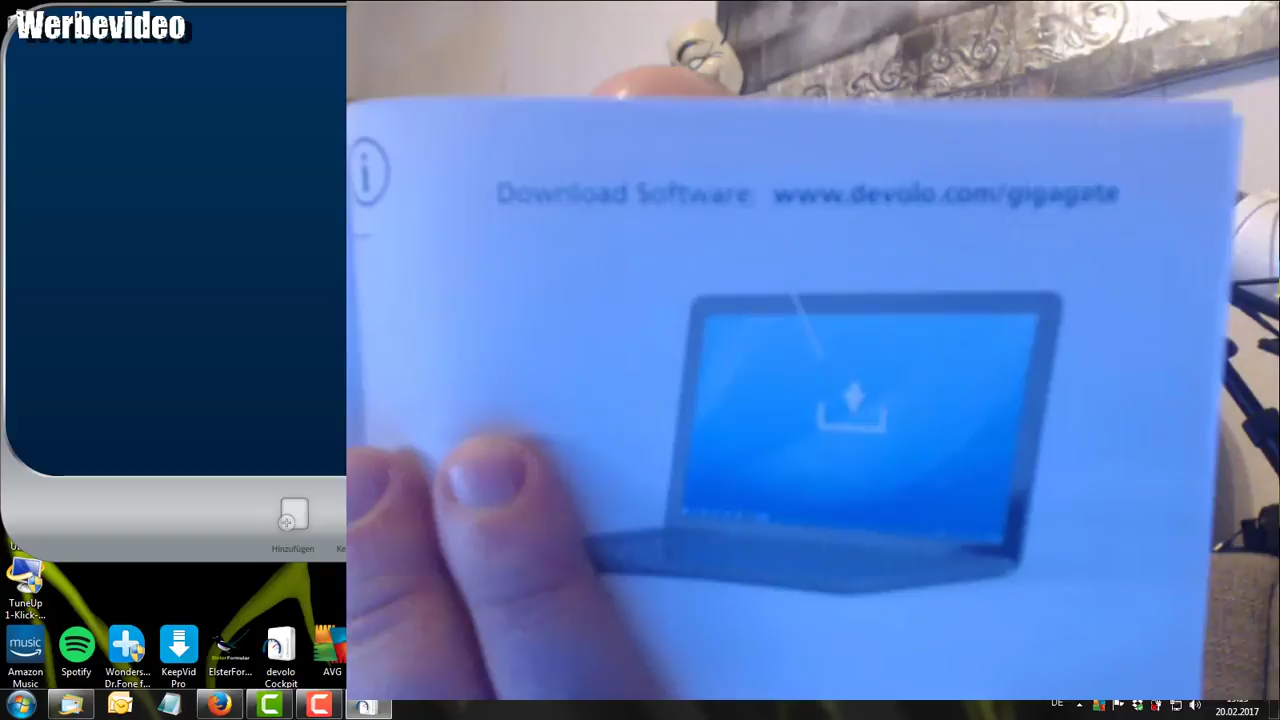 Werbevideo
i
Download Software www.devolo.com/gigagate
Hinzufügen
TuneUp
1-Klick-...
music
Amazon
Music
Spotify
Wonders...
Dr.Fone f...
KeepVid
Pro
ElsterFor...
devolo
Cockpit
AVG
DE
20.02.2017